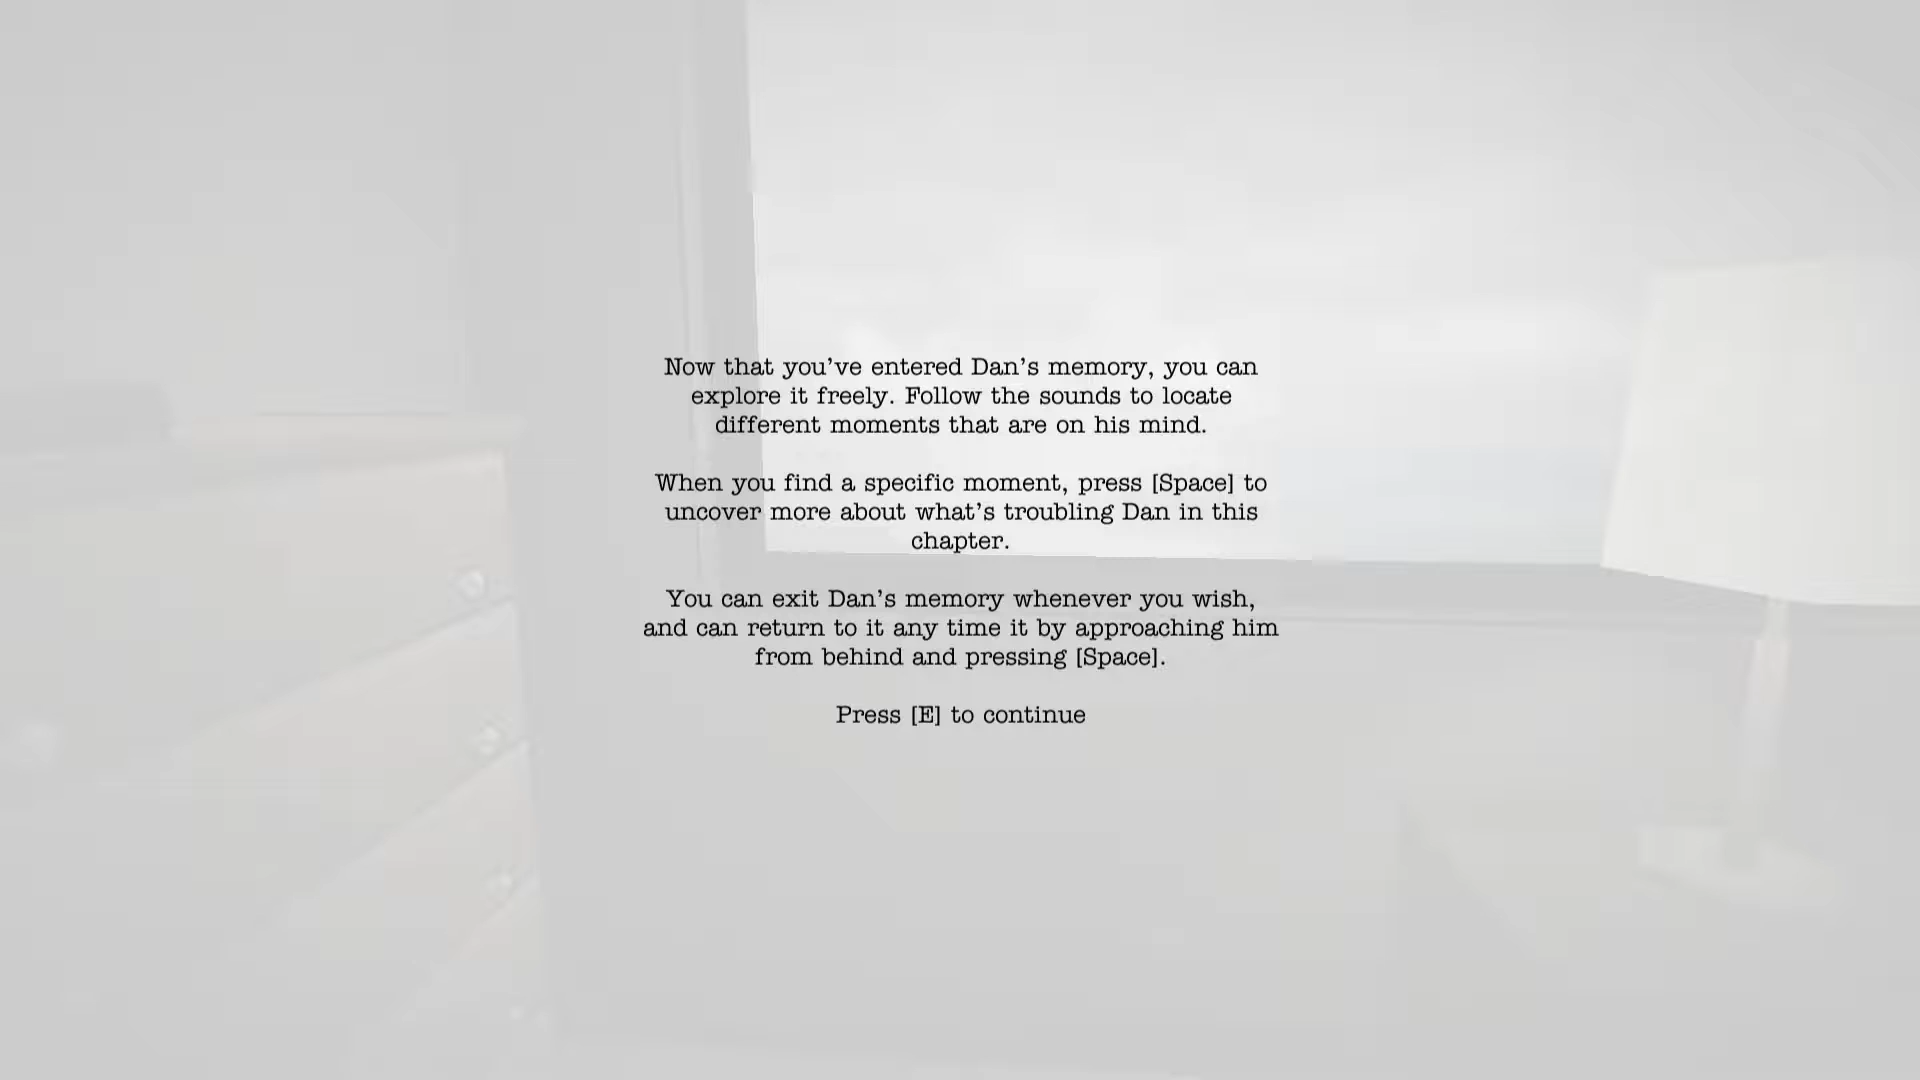 Now that you've entered Dan's memory, you can
explore it freely. Follow the sounds to locate
different moments that are on his mind.
When you find a specific moment, press [Space] to
uncover more about what's troubling Dan in this
chapter.
You can exit Dan's memory whenever you wish,
and can return to it any time it by approaching him
from behind and pressing [Space].
Press [E] to continue